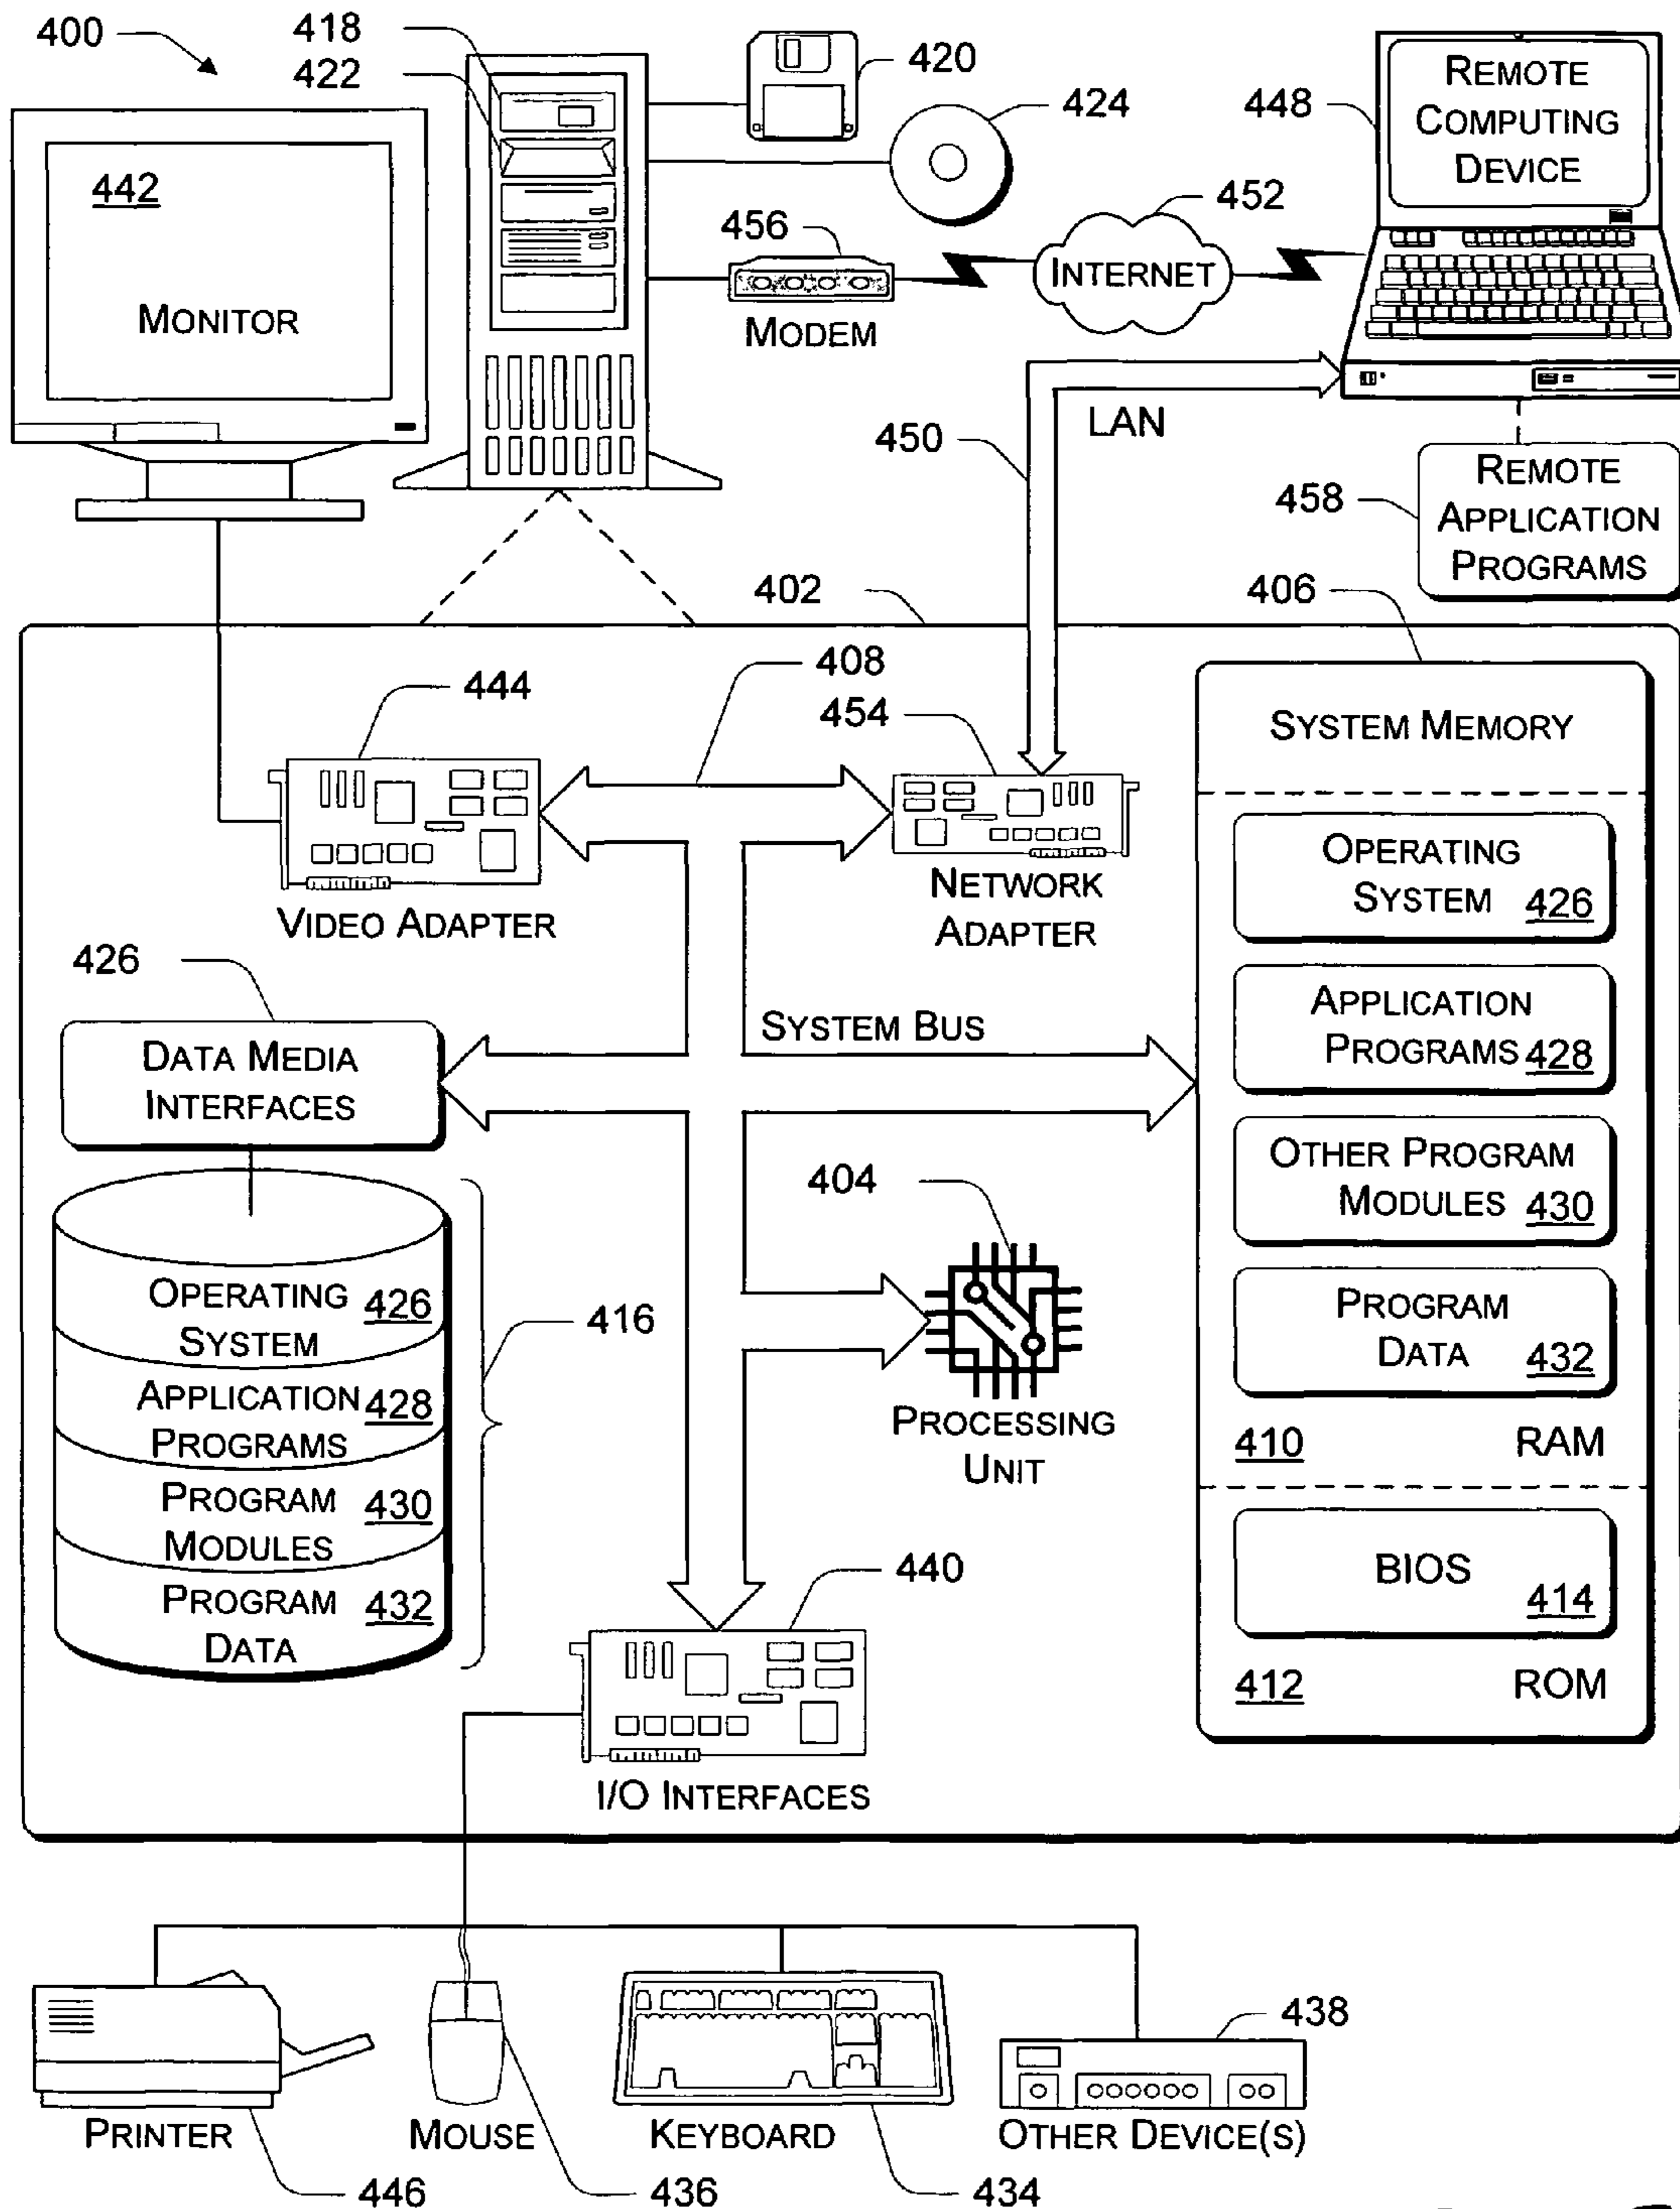 400
418
422
420
424
448
REMOTE
COMPUTING
DEVICE
442
MONITOR
456
MODEM
452
INTERNET
450
LAN
458
REMOTE
APPLICATION
PROGRAMS
402
406
408
444
454
VIDEO ADAPTER
NETWORK
ADAPTER
SYSTEM MEMORY
OPERATING
SYSTEM 426
APPLICATION
PROGRAMS 428
OTHER PROGRAM
MODULES 430
PROGRAM
DATA 432
410 RAM
BIOS
414
412 ROM
426
DATA MEDIA
INTERFACES
SYSTEM BUS
OPERATING 426
SYSTEM
APPLICATION 428
PROGRAMS
PROGRAM 430
MODULES
PROGRAM 432
DATA
416
404
PROCESSING
UNIT
440
I/O INTERFACES
438
PRINTER
MOUSE
KEYBOARD
OTHER DEVICE(S)
446
436
434